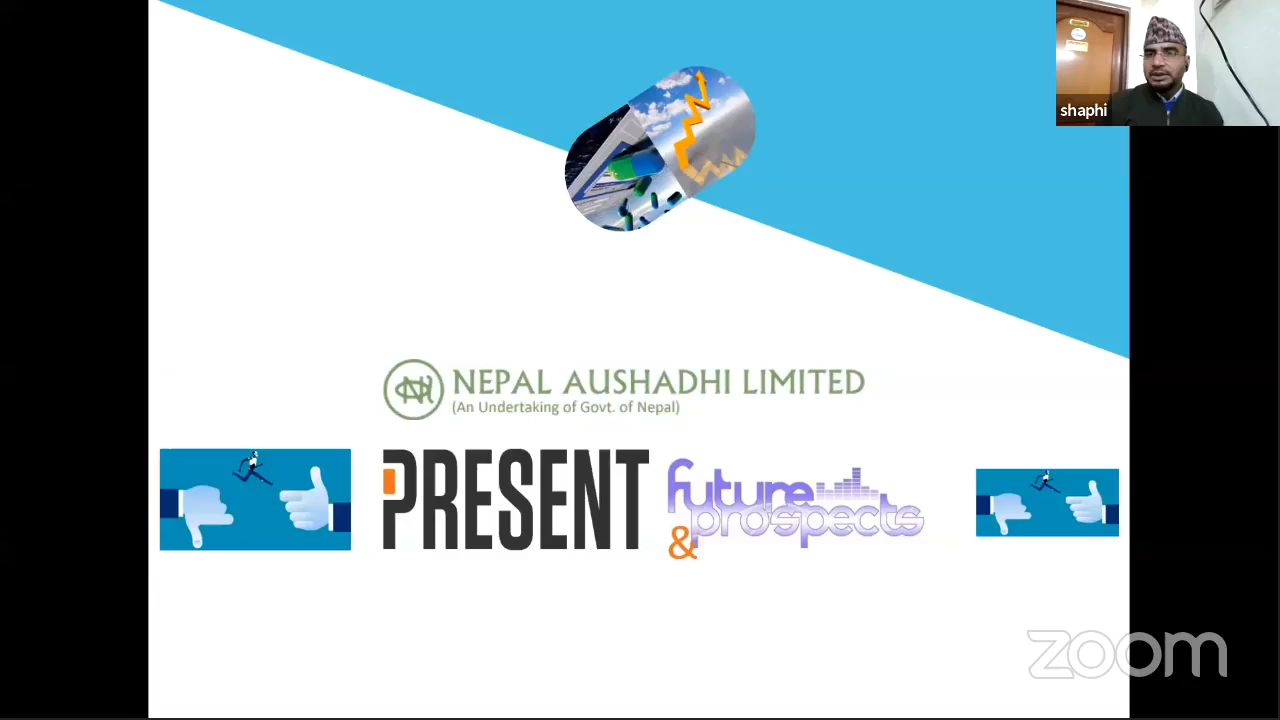 shaphi
NEPAL AUSHADHI LIMITED
(An Undertaking of Govt. of Nepal)
PRESENT
&
future
prospects
zoom